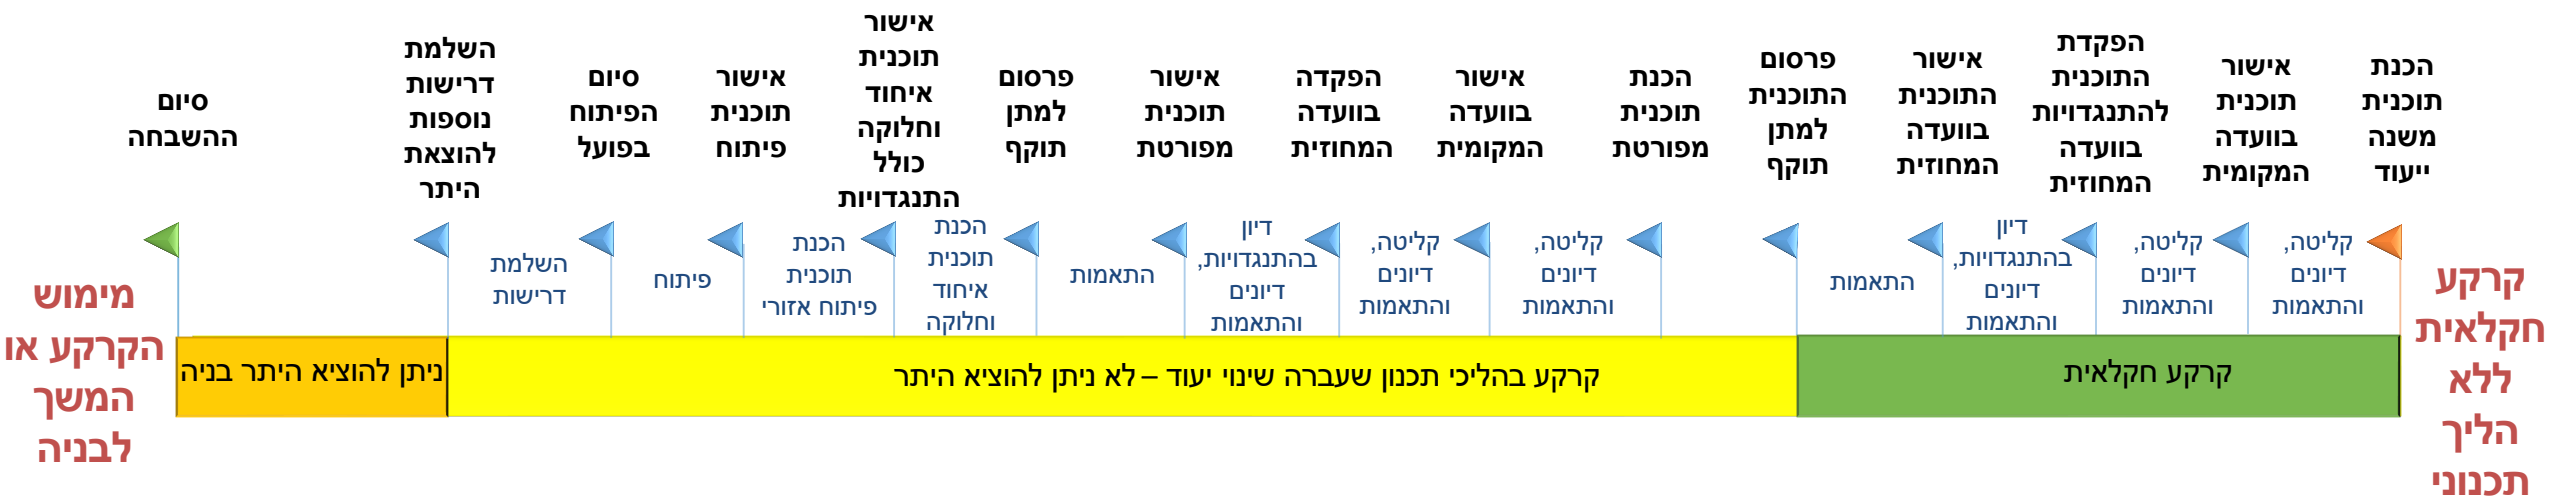 הכנת
תוכנית
משנה
ייעוד
אישור
תוכנית
בוועדה
המקומית
הפקדת
התוכנית
להתנגדויות
בוועדה
המחוזית
אישור
התוכנית
בוועדה
המחוזית
פרסום
התוכנית
למתן
תוקף
הכנת
תוכנית
מפורטת
אישור
בוועדה
המקומית
הפקדה
בוועדה
המחוזית
אישור
תוכנית
מפורטת
פרסום
למתן
תוקף
אישור
תוכנית
איחוד
וחלוקה
כולל
התנגדויות
אישור
תוכנית
פיתוח
סיום
הפיתוח
בפועל
השלמת
דרישות
נוספות
להוצאת
היתר
סיום
ההשבחה
קליטה,
דיונים
והתאמות
קליטה,
דיונים
והתאמות
דיון
בהתנגדויות,
דיונים
והתאמות
התאמות
קליטה,
דיונים
והתאמות
קליטה,
דיונים
והתאמות
דיון
בהתנגדויות,
דיונים
והתאמות
התאמות
הכנת
תוכנית
איחוד
וחלוקה
הכנת
תוכנית
פיתוח אזורי
פיתוח
השלמת
דרישות
קרקע
חקלאית
ללא
הליך
תכנוני
קרקע חקלאית
קרקע בהליכי תכנון שעברה שינוי יעוד – לא ניתן להוציא היתר
ניתן להוציא היתר בניה
מימוש
הקרקע או
המשך
לבניה